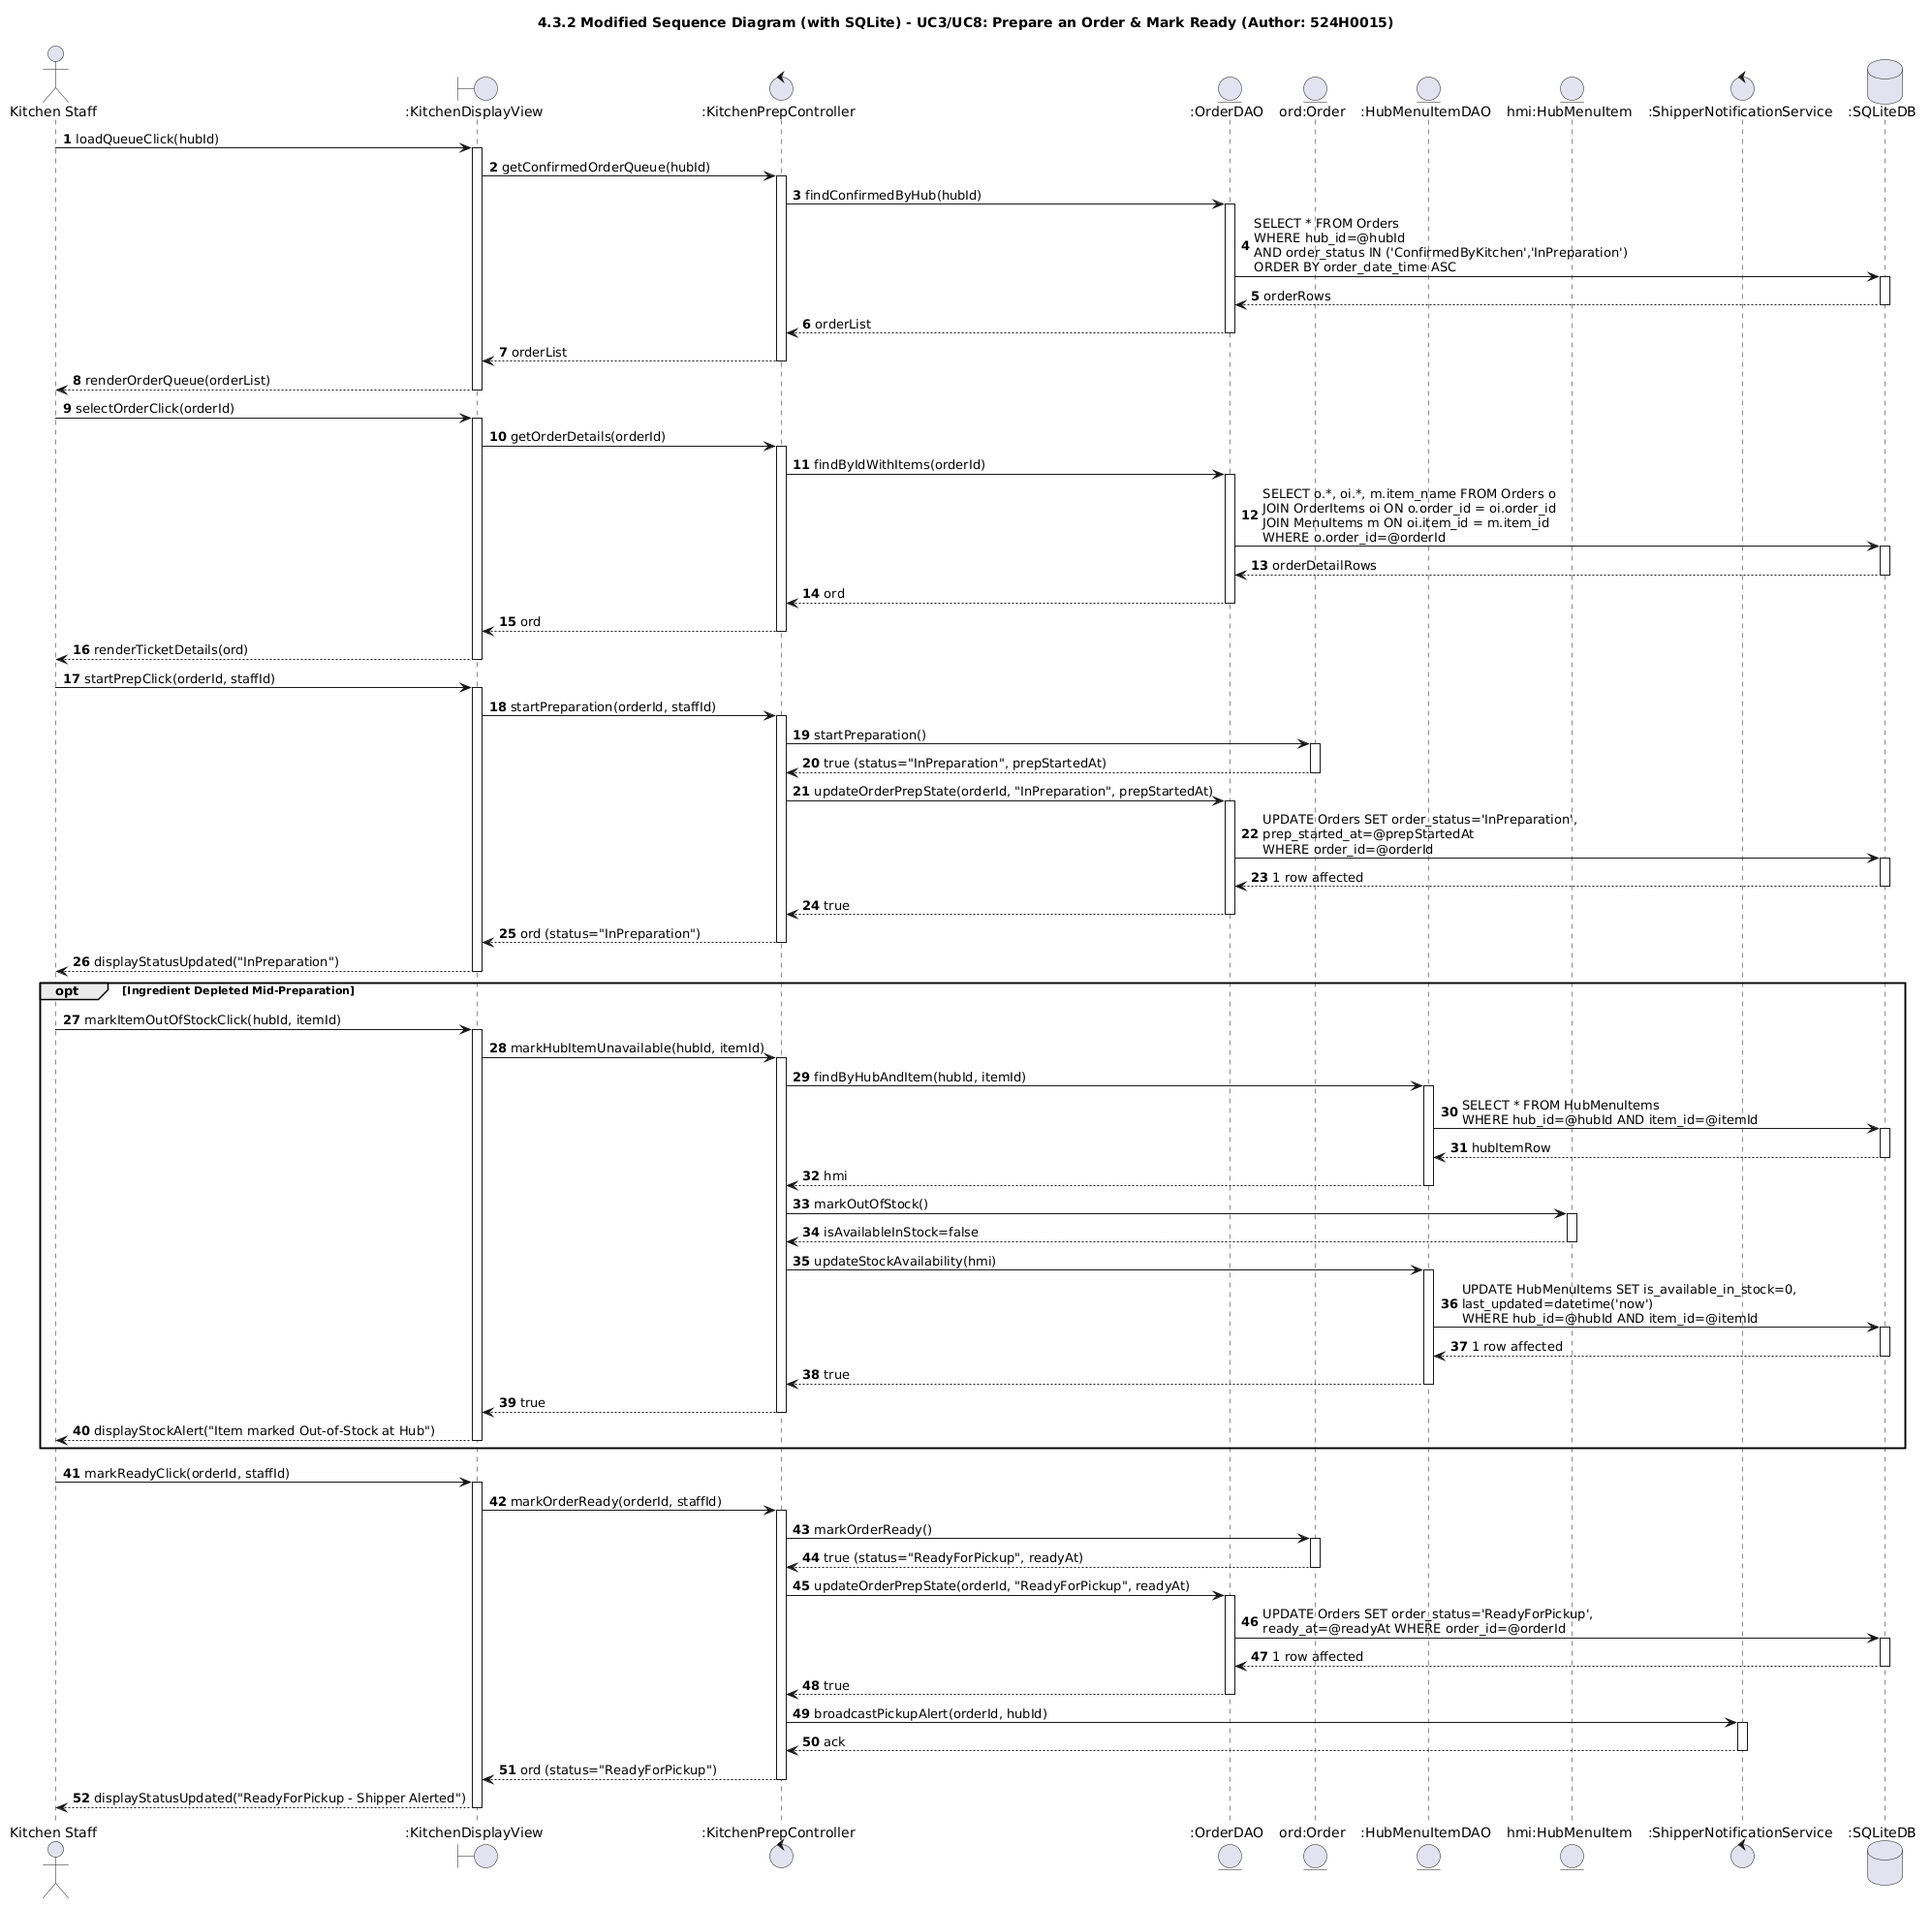 4.3.2 Modified Sequence Diagram (with SQLite) - UC3/UC8: Prepare an Order & Mark Ready (Author: 524H0015)
Kitchen Staff
:KitchenDisplayView
:KitchenPrepController
:OrderDAO
ord:Order
:HubMenuItemDAO
hmi:HubMenuItem
:ShipperNotificationService
:SQLiteDB
1 loadQueueClick(hubId)
2 getConfirmedOrderQueue(hubId)
3 findConfirmedByHub(hubId)
4 SELECT * FROM Orders
WHERE hub_id=@hubId
AND order_status IN ('ConfirmedByKitchen','InPreparation')
ORDER BY order_date_time ASC
5 orderRows
6 orderList
7 orderList
8 renderOrderQueue(orderList)
9 selectOrderClick(orderId)
10 getOrderDetails(orderId)
11 findByIdWithItems(orderId)
12 SELECT o.*, oi.*, m.item_name FROM Orders o
JOIN OrderItems oi ON o.order_id = oi.order_id
JOIN MenuItems m ON oi.item_id = m.item_id
WHERE o.order_id=@orderId
13 orderDetailRows
14 ord
15 ord
16 renderTicketDetails(ord)
17 startPrepClick(orderId, staffId)
18 startPreparation(orderId, staffId)
19 startPreparation()
20 true (status="InPreparation", prepStartedAt)
21 updateOrderPrepState(orderId, "InPreparation", prepStartedAt)
22 UPDATE Orders SET order_status='InPreparation',
prep_started_at=@prepStartedAt
WHERE order_id=@orderId
23 1 row affected
24 true
25 ord (status="InPreparation")
26 displayStatusUpdated("InPreparation")
opt [Ingredient Depleted Mid-Preparation]
27 markItemOutOfStockClick(hubId, itemId)
28 markHubItemUnavailable(hubId, itemId)
29 findByHubAndItem(hubId, itemId)
30 SELECT * FROM HubMenuItems
WHERE hub_id=@hubId AND item_id=@itemId
31 hubItemRow
32 hmi
33 markOutOfStock()
34 isAvailableInStock=false
35 updateStockAvailability(hmi)
36 UPDATE HubMenuItems SET is_available_in_stock=0,
last_updated=datetime('now')
WHERE hub_id=@hubId AND item_id=@itemId
37 1 row affected
38 true
39 true
40 displayStockAlert("Item marked Out-of-Stock at Hub")
41 markReadyClick(orderId, staffId)
42 markOrderReady(orderId, staffId)
43 markOrderReady()
44 true (status="ReadyForPickup", readyAt)
45 updateOrderPrepState(orderId, "ReadyForPickup", readyAt)
46 UPDATE Orders SET order_status='ReadyForPickup',
ready_at=@readyAt WHERE order_id=@orderId
47 1 row affected
48 true
49 broadcastPickupAlert(orderId, hubId)
50 ack
51 ord (status="ReadyForPickup")
52 displayStatusUpdated("ReadyForPickup - Shipper Alerted")
Kitchen Staff
:KitchenDisplayView
:KitchenPrepController
:OrderDAO
ord:Order
:HubMenuItemDAO
hmi:HubMenuItem
:ShipperNotificationService
:SQLiteDB